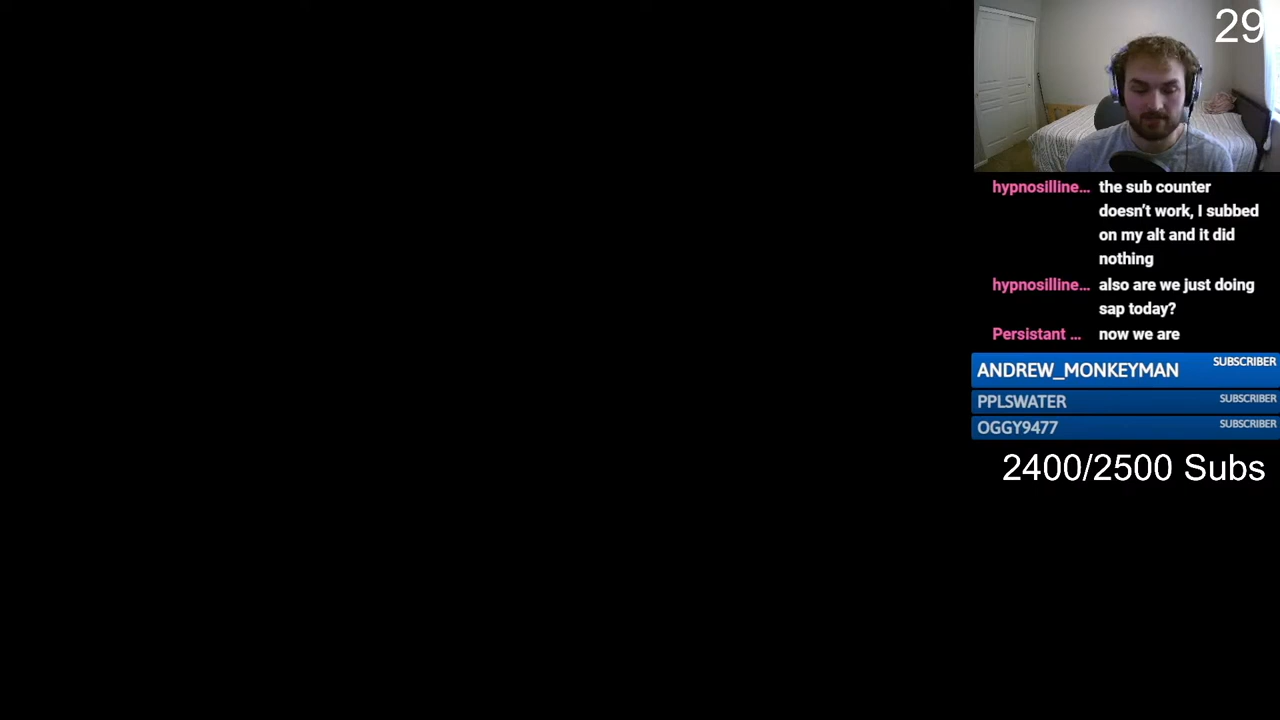 29
hypnosilline… the sub counter
doesn’t work, I subbed
on my alt and it did
nothing
hypnosilline… also are we just doing
sap today?
Persistant … now we are
ANDREW_MONKEYMAN SUBSCRIBER
PPLSWATER SUBSCRIBER
OGGY9477 SUBSCRIBER
2400/2500 Subs